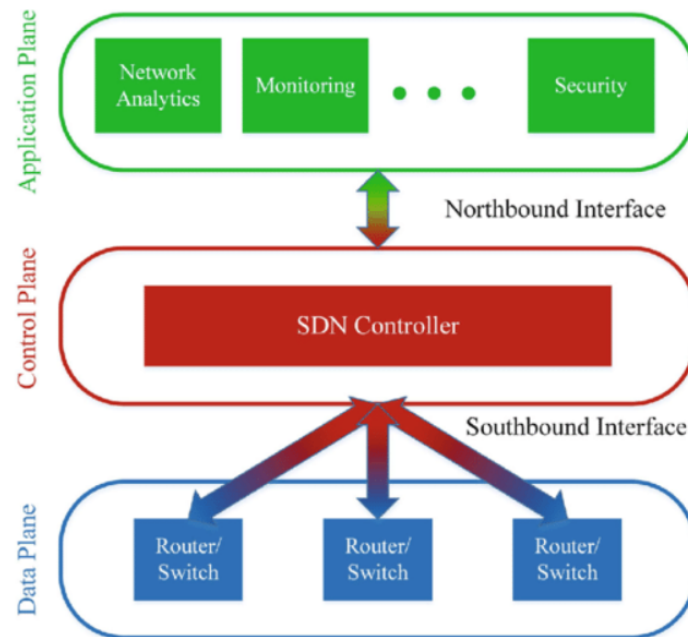 Application Plane
Network
Analytics
Monitoring
Security
Northbound Interface
Control Plane
SDN Controller
Southbound Interface
Data Plane
Router/
Switch
Router/
Switch
Router/
Switch